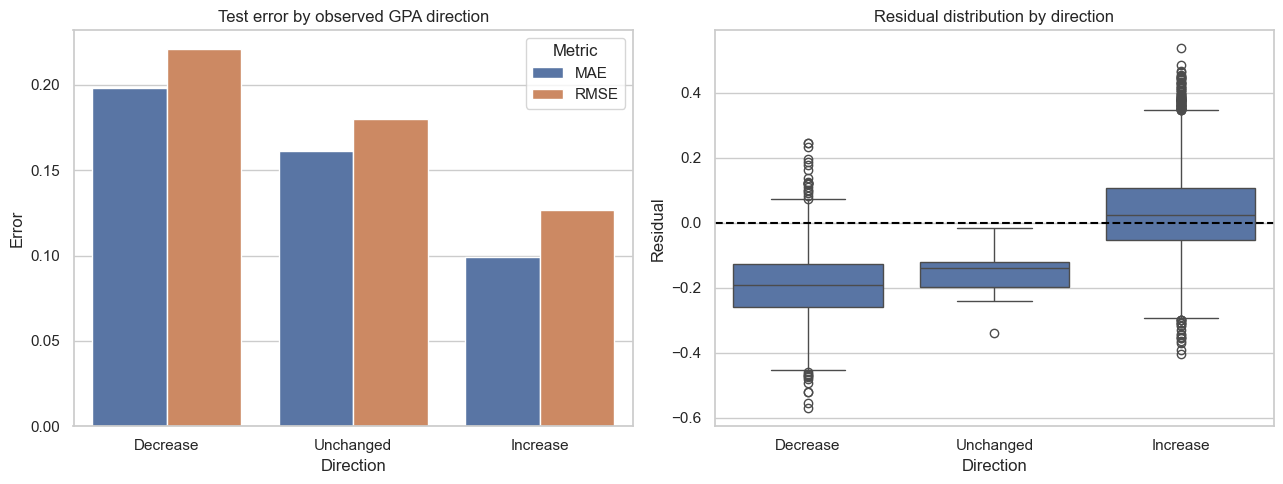 Test error by observed GPA direction
Metric
MAE
RMSE
0.20
0.15
0.10
0.05
0.00
Error
Decrease
Unchanged
Increase
Direction
Residual distribution by direction
0.4
0.2
0.0
−0.2
−0.4
−0.6
Residual
Decrease
Unchanged
Increase
Direction